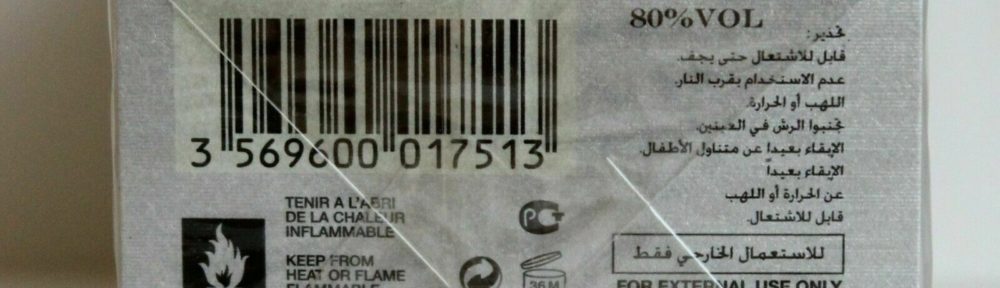 80%VOL
تحذير:
قابل للاشتعال حتى يجف.
عدم الاستخدام بقرب النار.
اللهب أو الحرارة.
تجنبوا الرش في العينين.
الإبقاء بعيدا عن متناول الأطفال.
الإبقاء بعيداً
عن الحرارة أو اللهب
قابل للاشتعال.
للاستعمال الخارجي فقط
FOR EXTERNAL USE ONLY
3 569600 017513
TENIR A L'ABRI
DE LA CHALEUR
INFLAMMABLE
KEEP FROM
HEAT OR FLAME
FLAMMABLE
PCT
36 M